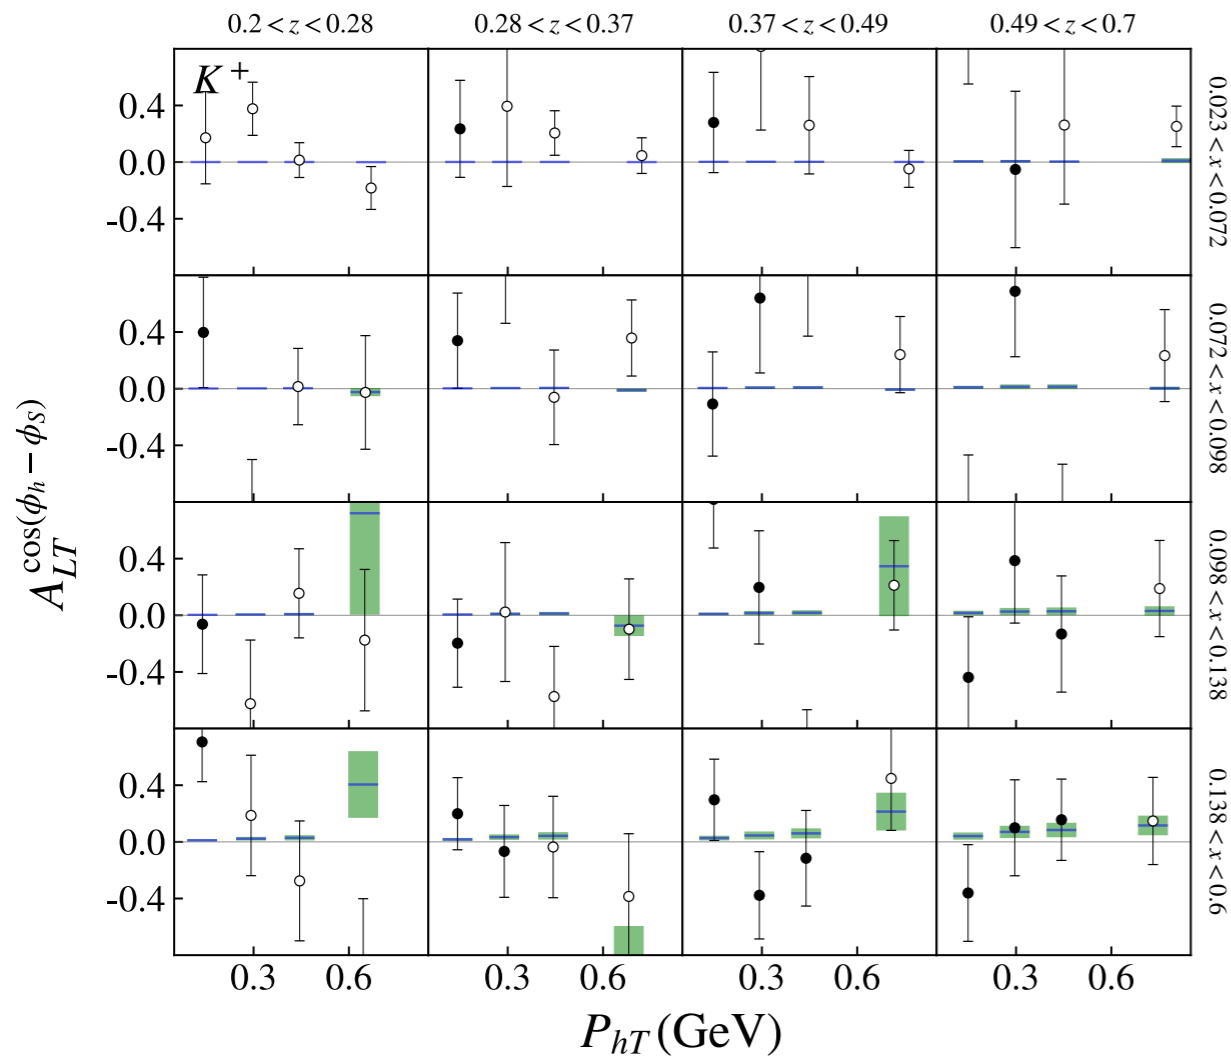 0.2 < z < 0.28 0.28 < z < 0.37 0.37 < z < 0.49 0.49 < z < 0.7
K⁺
0.4
0.0
-0.4
0.023 < x < 0.072
0.4
0.0
-0.4
0.072 < x < 0.098
A_{LT}^{cos(ϕ_h − ϕ_S)}
0.4
0.0
-0.4
0.098 < x < 0.138
0.4
0.0
-0.4
0.138 < x < 0.6
0.3 0.6 0.3 0.6 0.3 0.6 0.3 0.6
P_{hT} (GeV)